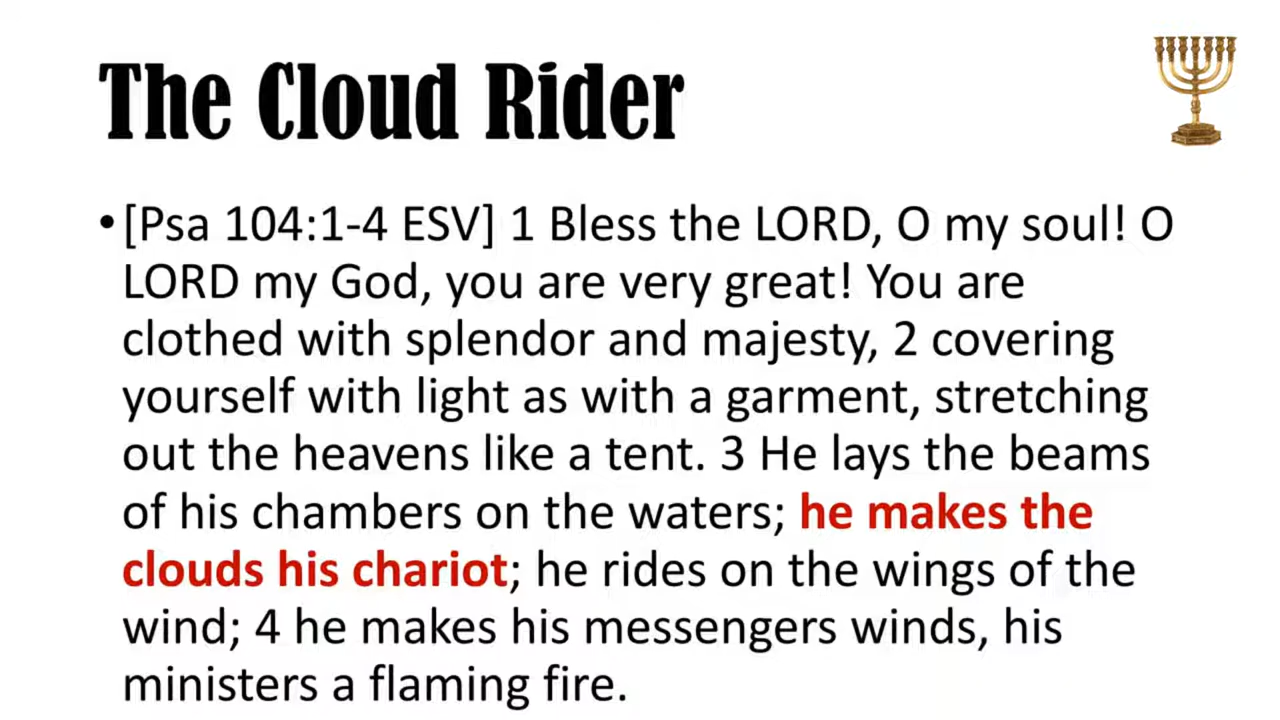 The Cloud Rider
•[Psa 104:1-4 ESV] 1 Bless the LORD, O my soul! O
LORD my God, you are very great! You are
clothed with splendor and majesty, 2 covering
yourself with light as with a garment, stretching
out the heavens like a tent. 3 He lays the beams
of his chambers on the waters; he makes the
clouds his chariot; he rides on the wings of the
wind; 4 he makes his messengers winds, his
ministers a flaming fire.